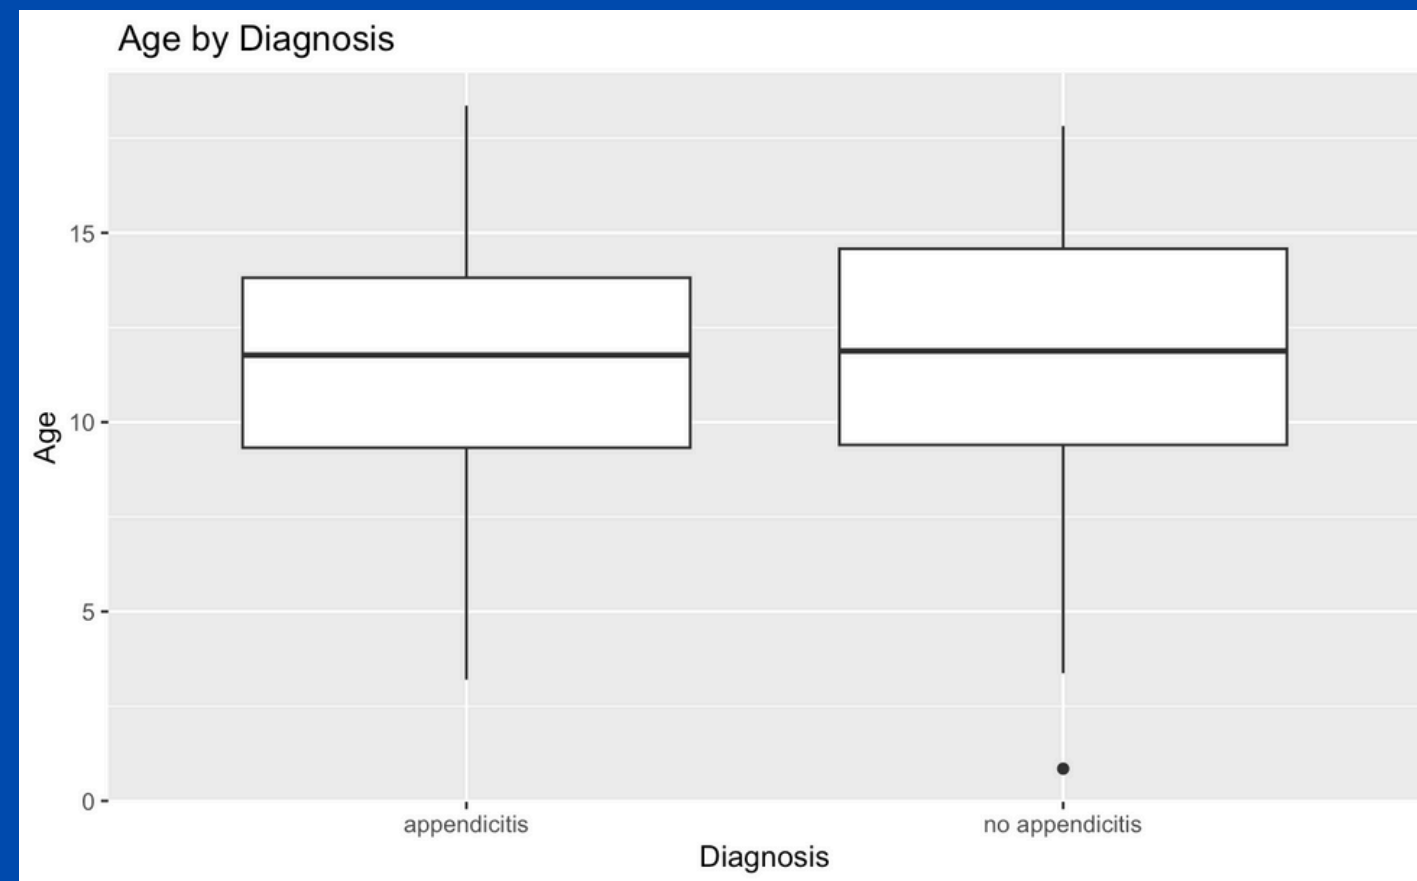 Age by Diagnosis
Age
15
10
5
0
appendicitis no appendicitis
Diagnosis